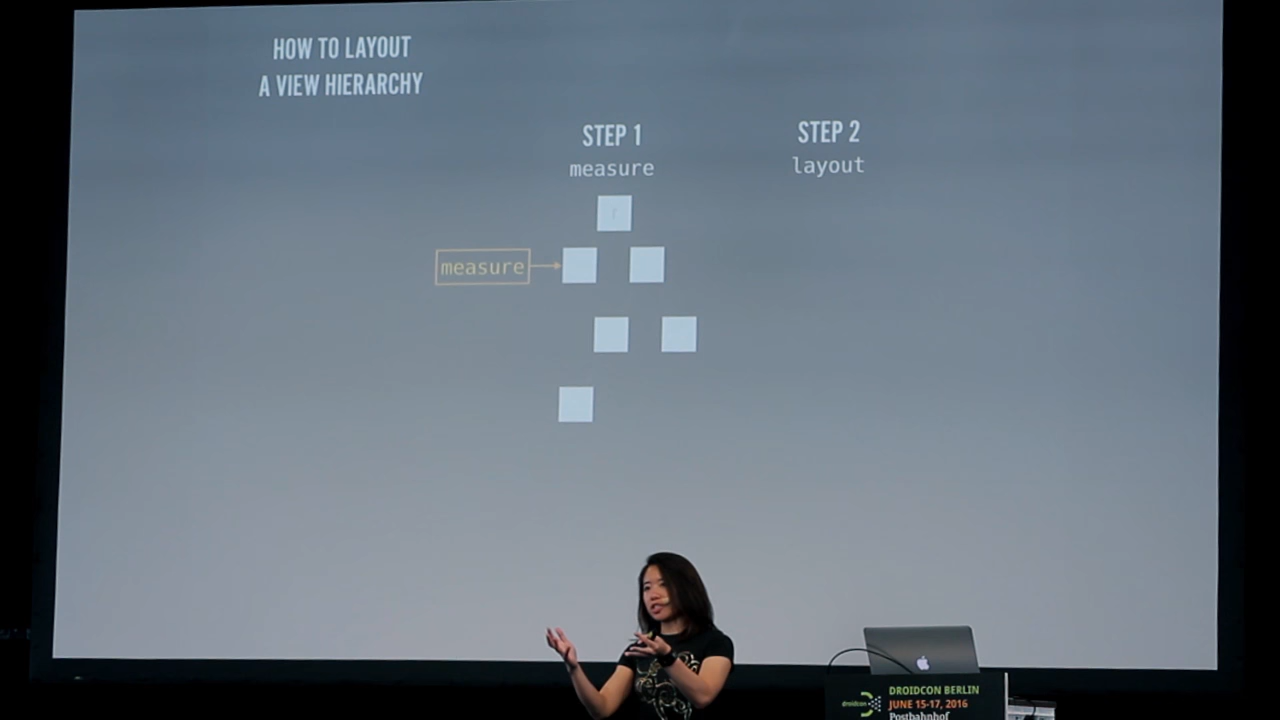 HOW TO LAYOUT
A VIEW HIERARCHY
STEP 1
measure
STEP 2
layout
measure
droidcon
DROIDCON BERLIN
JUNE 15-17, 2016
Postbahnhof